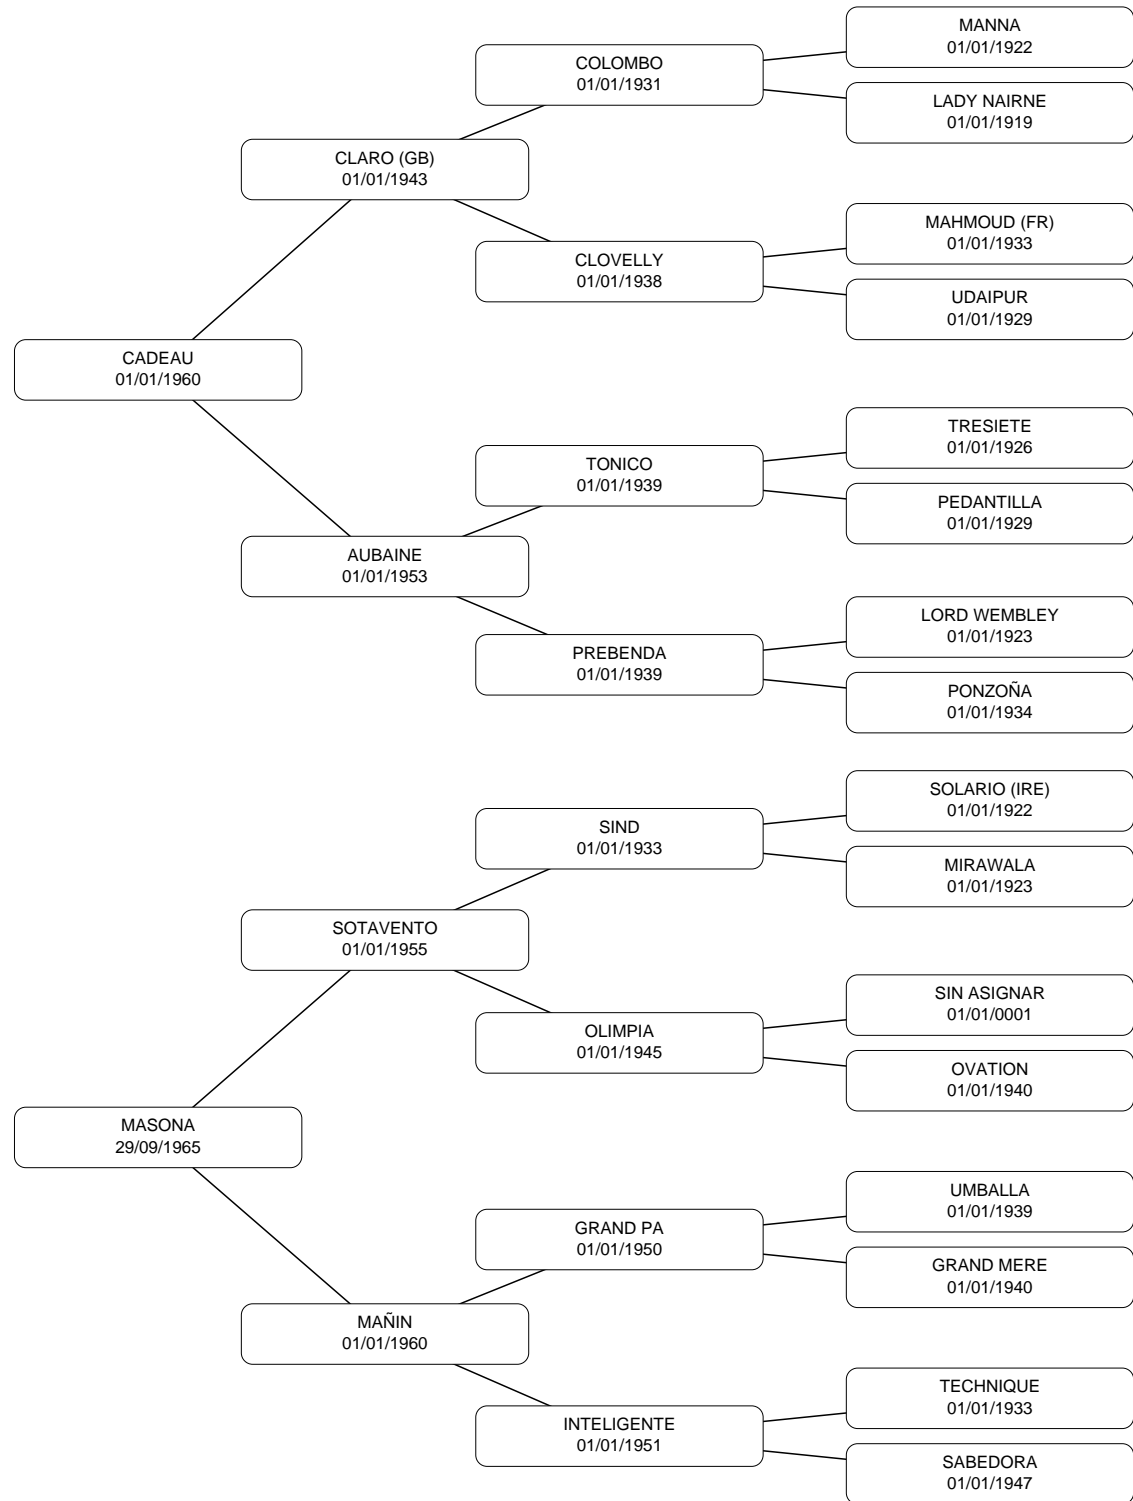 MANNA
01/01/1922
COLOMBO
01/01/1931
LADY NAIRNE
01/01/1919
CLARO (GB)
01/01/1943
MAHMOUD (FR)
01/01/1933
CLOVELLY
01/01/1938
UDAIPUR
01/01/1929
CADEAU
01/01/1960
TRESIETE
01/01/1926
TONICO
01/01/1939
PEDANTILLA
01/01/1929
AUBAINE
01/01/1953
LORD WEMBLEY
01/01/1923
PREBENDA
01/01/1939
PONZOÑA
01/01/1934
SOLARIO (IRE)
01/01/1922
SIND
01/01/1933
MIRAWALA
01/01/1923
SOTAVENTO
01/01/1955
SIN ASIGNAR
01/01/0001
OLIMPIA
01/01/1945
OVATION
01/01/1940
MASONA
29/09/1965
UMBALLA
01/01/1939
GRAND PA
01/01/1950
GRAND MERE
01/01/1940
MAÑIN
01/01/1960
TECHNIQUE
01/01/1933
INTELIGENTE
01/01/1951
SABEDORA
01/01/1947